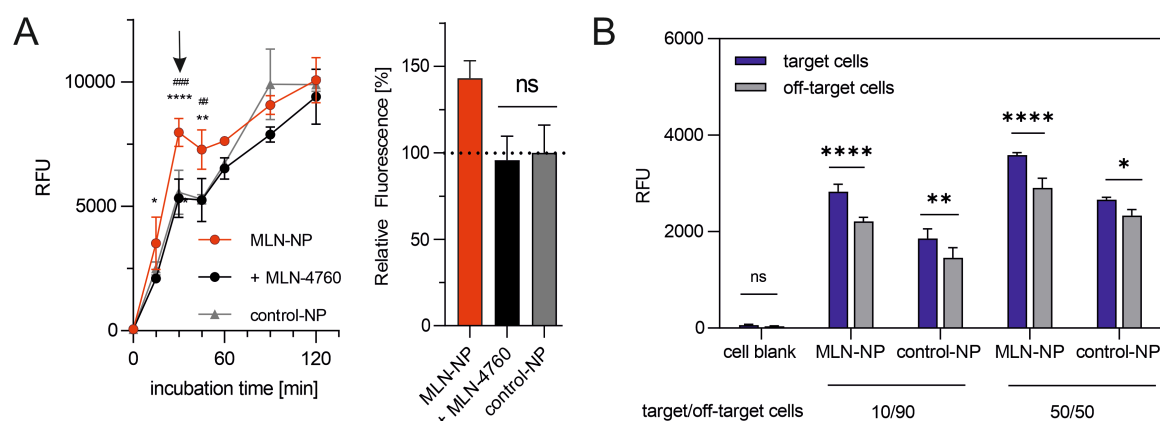 A
RFU
10000
5000
0
0
60
120
incubation time [min]
*
###
****
##
**
*
MLN-NP
+ MLN-4760
control-NP
Relative Fluorescence [%]
150
100
50
0
ns
MLN-NP
+ MLN-4760
control-NP
B
RFU
6000
4000
2000
0
target cells
off-target cells
ns
****
**
****
*
cell blank
MLN-NP
control-NP
MLN-NP
control-NP
target/off-target cells
10/90
50/50